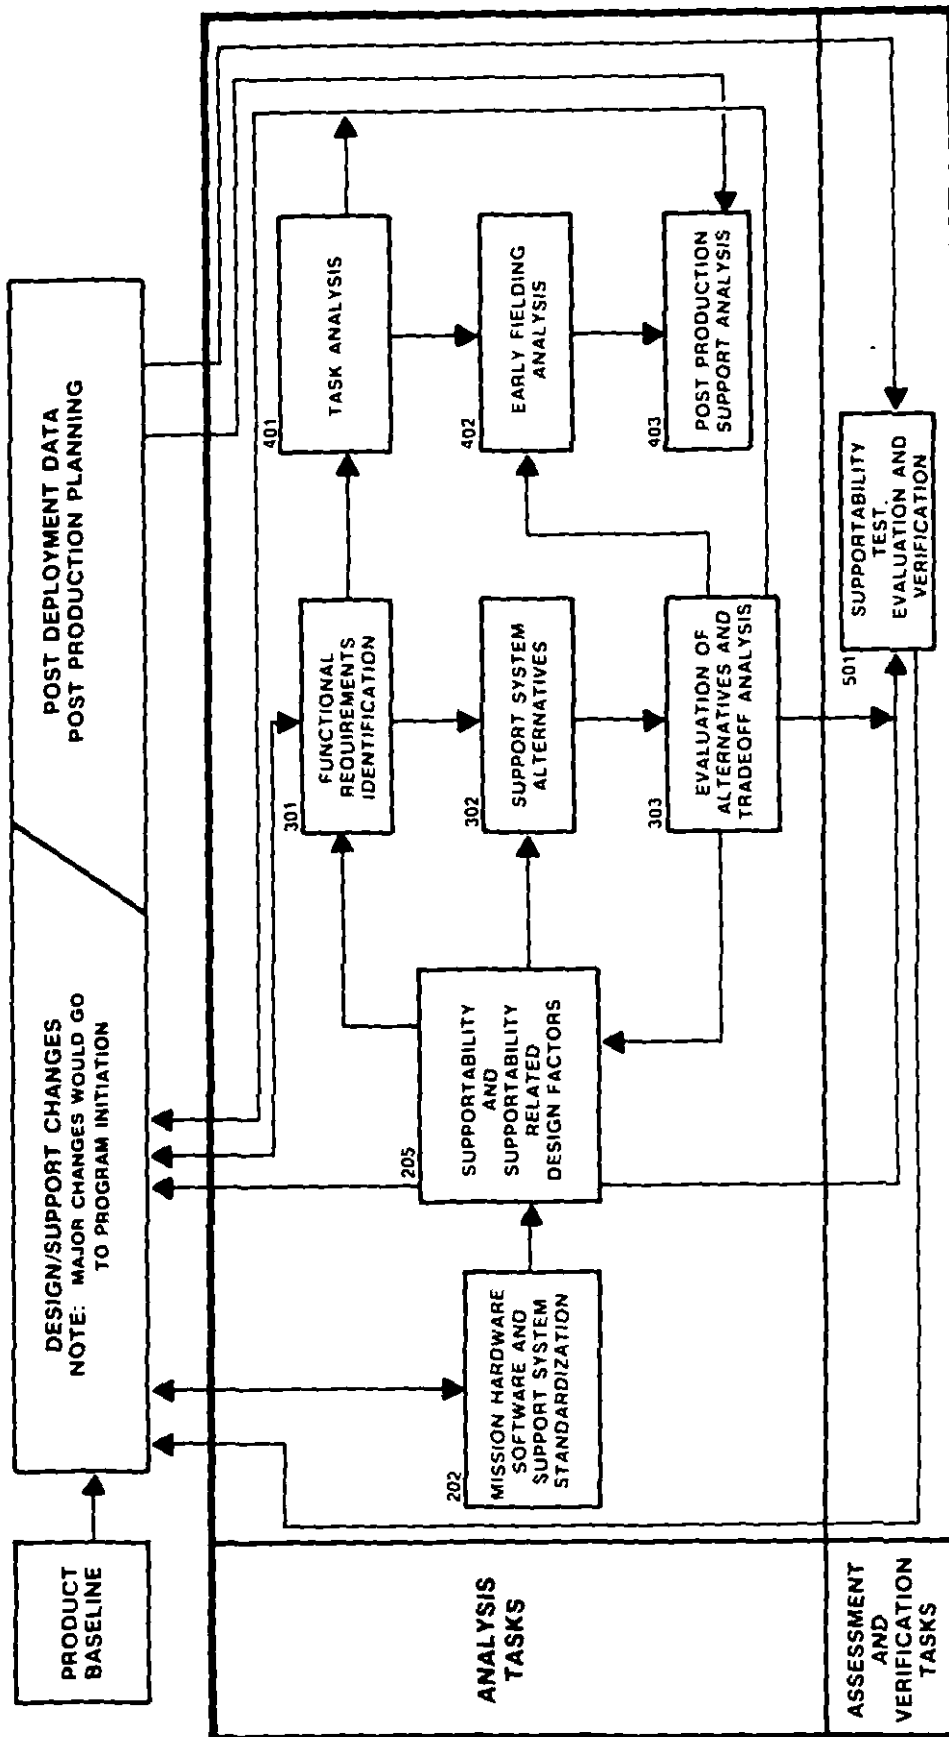 PRODUCT
BASELINE
DESIGN/SUPPORT CHANGES
NOTE: MAJOR CHANGES WOULD GO
TO PROGRAM INITIATION
POST DEPLOYMENT DATA
POST PRODUCTION PLANNING
ANALYSIS
TASKS
202
MISSION HARDWARE
SOFTWARE AND
SUPPORT SYSTEM
STANDARDIZATION
205
SUPPORTABILITY
AND
SUPPORTABILITY
RELATED
DESIGN FACTORS
301
FUNCTIONAL
REQUIREMENTS
IDENTIFICATION
302
SUPPORT SYSTEM
ALTERNATIVES
303
EVALUATION OF
ALTERNATIVES AND
TRADEOFF ANALYSIS
401
TASK ANALYSIS
402
EARLY FIELDING
ANALYSIS
403
POST PRODUCTION
SUPPORT ANALYSIS
ASSESSMENT
AND
VERIFICATION
TASKS
501
SUPPORTABILITY
TEST.
EVALUATION AND
VERIFICATION